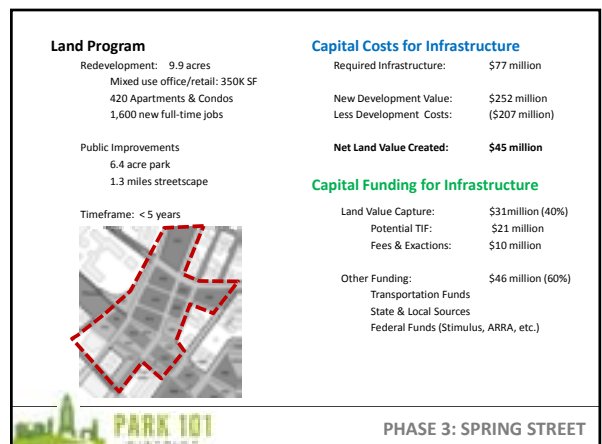 Land Program
Redevelopment: 9.9 acres
Mixed use office/retail: 350K SF
420 Apartments & Condos
1,600 new full-time jobs
Public Improvements
6.4 acre park
1.3 miles streetscape
Timeframe: < 5 years
Capital Costs for Infrastructure
Required Infrastructure: $77 million
New Development Value: $252 million
Less Development Costs: ($207 million)
Net Land Value Created: $45 million
Capital Funding for Infrastructure
Land Value Capture: $31million (40%)
Potential TIF: $21 million
Fees & Exactions: $10 million
Other Funding: $46 million (60%)
Transportation Funds
State & Local Sources
Federal Funds (Stimulus, ARRA, etc.)
PARK 101
PHASE 3: SPRING STREET